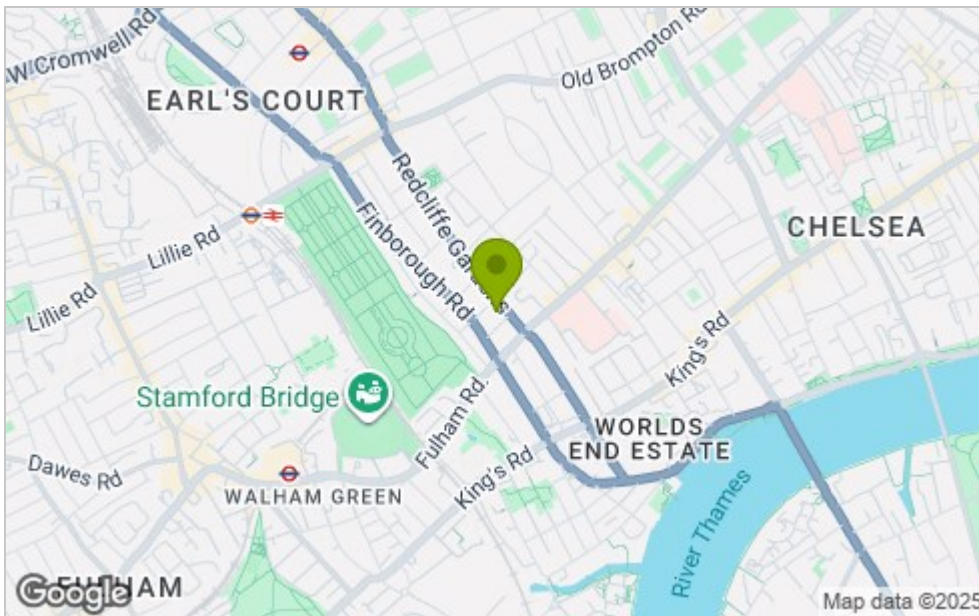 W Cromwell Rd
EARL'S COURT
Old Brompton Rd
Redcliffe Gardens
Finborough Rd
Lillie Rd
Lillie Rd
CHELSEA
King's Rd
Stamford Bridge
Fulham Rd.
WORLDS
END ESTATE
King's Rd
Dawes Rd
WALHAM GREEN
River Thames
FULHAM
Google
Map data ©2025